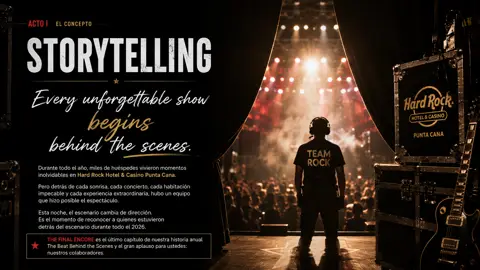 ACTO I EL CONCEPTO
STORYTELLING
Every unforgettable show
begins
behind the scenes.
Durante todo el año, miles de huéspedes vivieron momentos
inolvidables en Hard Rock Hotel & Casino Punta Cana.
Pero detrás de cada sonrisa, cada concierto, cada habitación
impecable y cada experiencia extraordinaria, hubo un equipo
que hizo posible el espectáculo.
Esta noche, el escenario cambia de dirección.
Es el momento de reconocer a quienes estuvieron
detrás del escenario durante todo el 2026.
THE FINAL ENCORE es el último capítulo de nuestra historia anual
The Beat Behind the Scenes y el gran aplauso para ustedes:
nuestros colaboradores.
TEAM
ROCK
Hard Rock
HOTEL & CASINO
PUNTA CANA